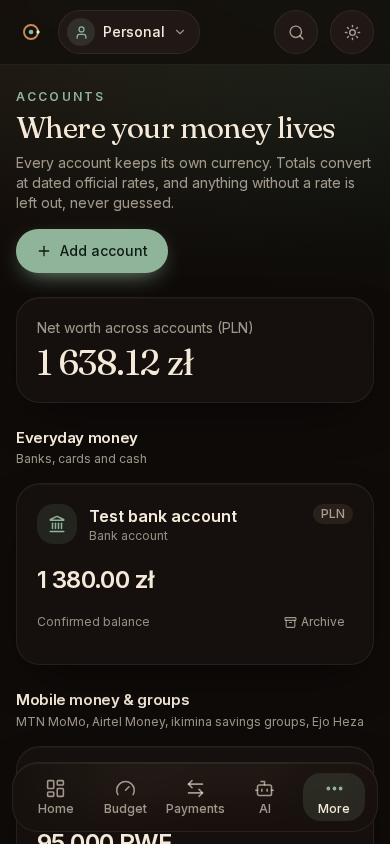 Personal
ACCOUNTS
Where your money lives
Every account keeps its own currency. Totals convert
at dated official rates, and anything without a rate is
left out, never guessed.
+ Add account
Net worth across accounts (PLN)
1 638.12 zł
Everyday money
Banks, cards and cash
Test bank account
PLN
Bank account
1 380.00 zł
Confirmed balance
Archive
Mobile money & groups
MTN MoMo, Airtel Money, ikimina savings groups, Ejo Heza
Home
Budget
Payments
AI
More
95 000 RWF